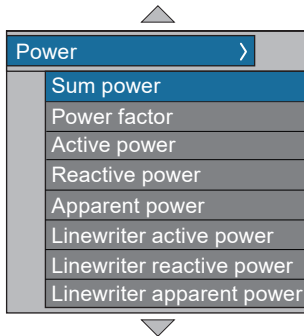 Power
Sum power
Power factor
Active power
Reactive power
Apparent power
Linewriter active power
Linewriter reactive power
Linewriter apparent power